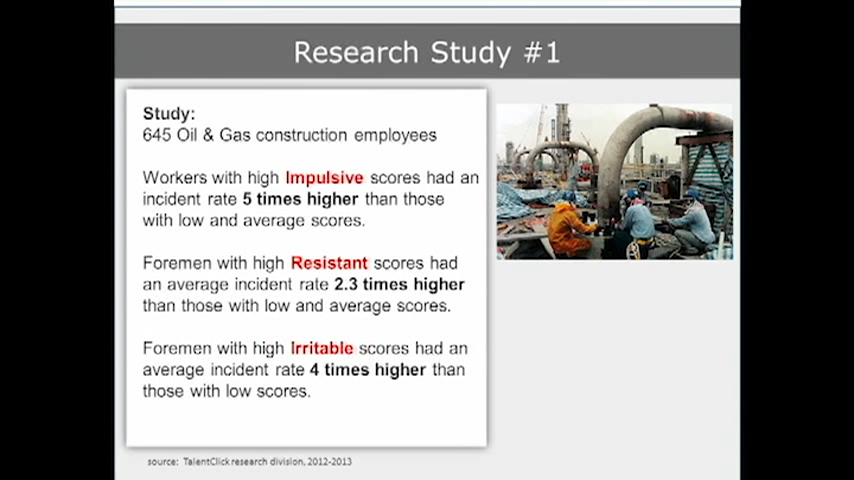 Research Study #1
Study:
645 Oil & Gas construction employees
Workers with high Impulsive scores had an
incident rate 5 times higher than those
with low and average scores.
Foremen with high Resistant scores had
an average incident rate 2.3 times higher
than those with low and average scores.
Foremen with high Irritable scores had an
average incident rate 4 times higher than
those with low scores.
source: TalentClick research division, 2012-2013